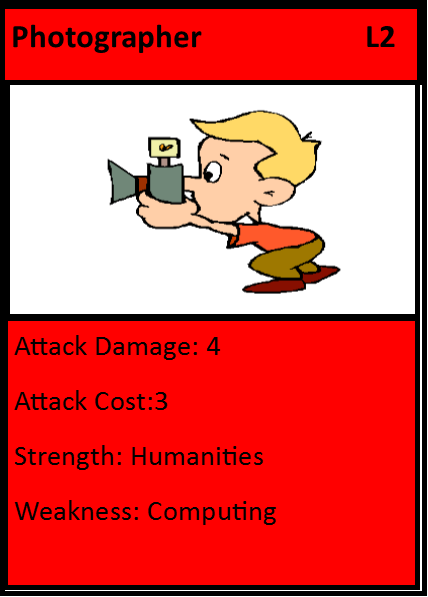 Photographer L2
Attack Damage: 4
Attack Cost:3
Strength: Humanities
Weakness: Computing